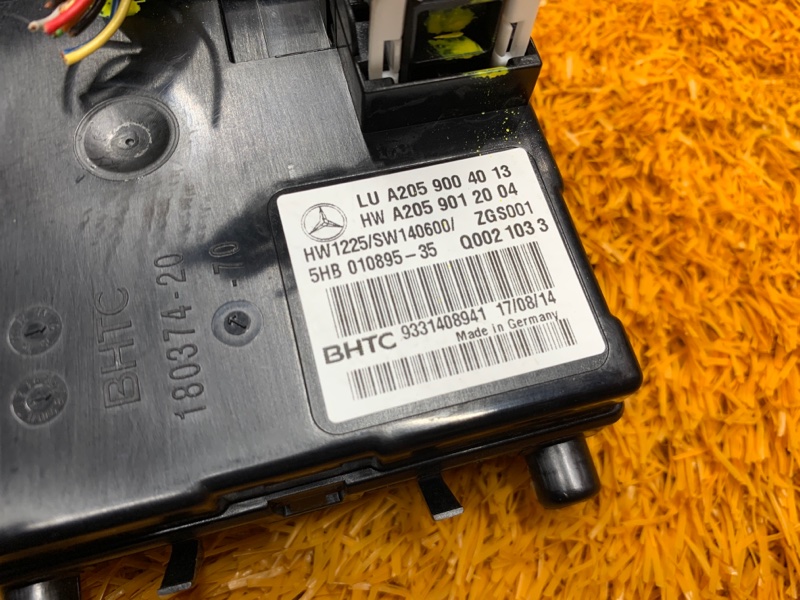 LU A205 900 40 13
HW A205 901 20 04
HW1225/SW140600/ ZGS001
5HB 010895-35 Q002 103 3
BHTC 9331408941 17/08/14
Made in Germany
BHTC
180374-20
-70